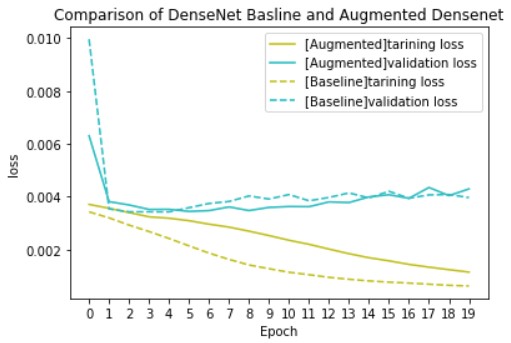 Comparison of DenseNet Basline and Augmented Densenet
[Augmented]tarining loss
[Augmented]validation loss
[Baseline]tarining loss
[Baseline]validation loss
0.010
0.008
0.006
0.004
0.002
loss
0 1 2 3 4 5 6 7 8 9 10 11 12 13 14 15 16 17 18 19
Epoch